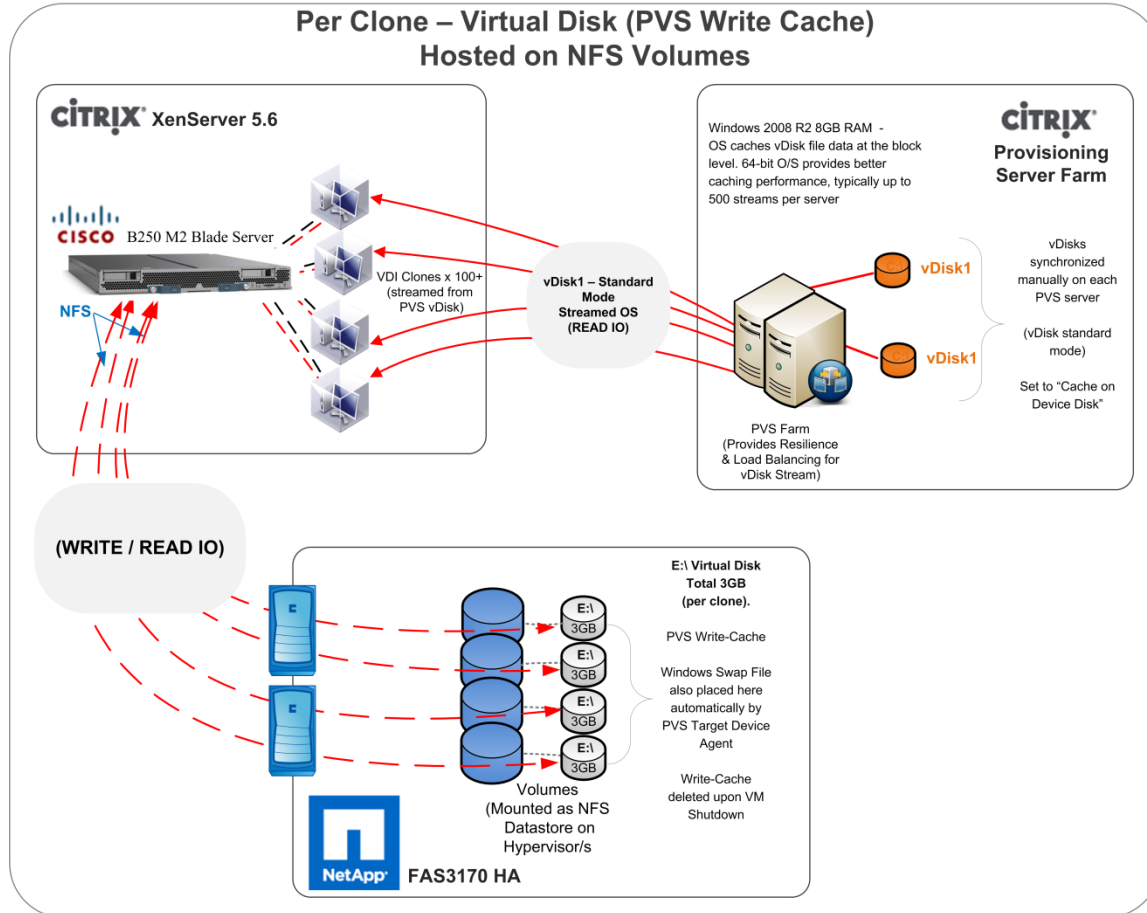 Per Clone – Virtual Disk (PVS Write Cache)
Hosted on NFS Volumes
CİTRIX® XenServer 5.6
CISCO
B250 M2 Blade Server
NFS
VDI Clones x 100+
(streamed from
PVS vDisk)
vDisk1 – Standard
Mode
Streamed OS
(READ IO)
Windows 2008 R2 8GB RAM -
OS caches vDisk file data at the block
level. 64-bit O/S provides better
caching performance, typically up to
500 streams per server
CİTRIX®
Provisioning
Server Farm
vDisk1
vDisk1
vDisks
synchronized
manually on each
PVS server
(vDisk standard
mode)
Set to “Cache on
Device Disk”
PVS Farm
(Provides Resilience
& Load Balancing for
vDisk Stream)
(WRITE / READ IO)
E:\
3GB
E:\
3GB
E:\
3GB
E:\
3GB
E:\ Virtual Disk
Total 3GB
(per clone).
PVS Write-Cache
Windows Swap File
also placed here
automatically by
PVS Target Device
Agent
Write-Cache
deleted upon VM
Shutdown
Volumes
(Mounted as NFS
Datastore on
Hypervisor/s
NetApp®
FAS3170 HA